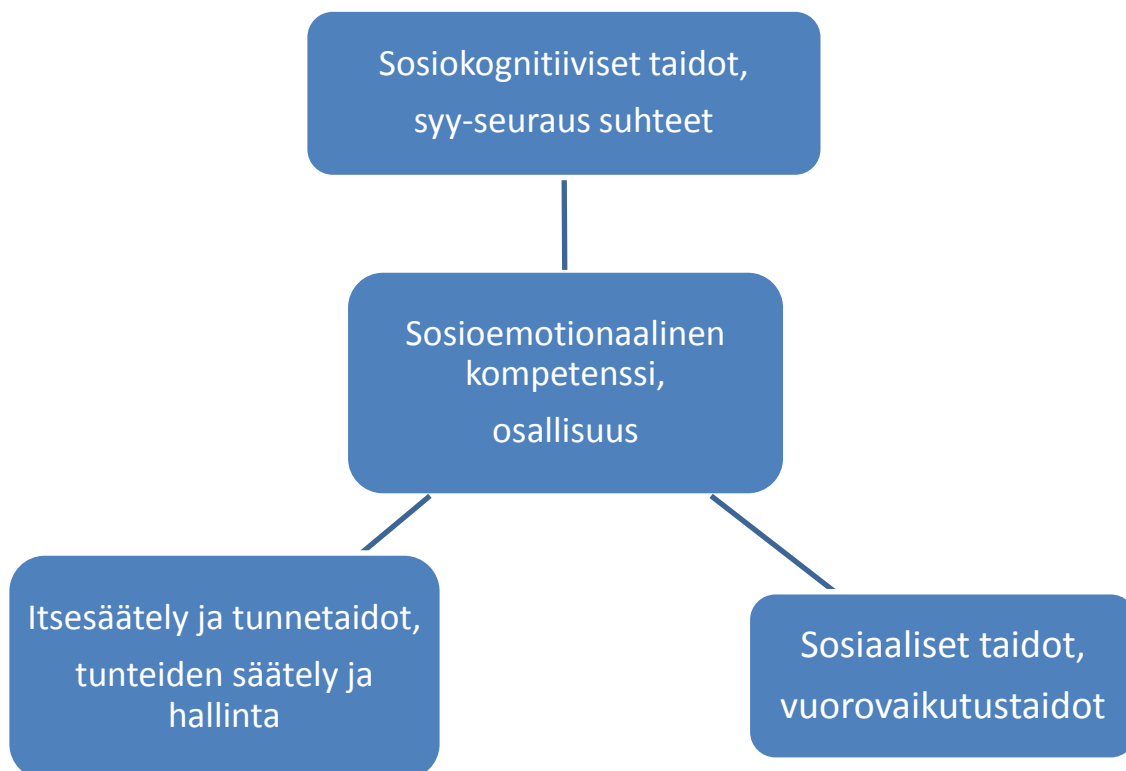 Sosiokognitiiviset taidot,
syy-seuraus suhteet
Sosioemotionaalinen
kompetenssi,
osallisuus
Itsesäätely ja tunnetaidot,
tunteiden säätely ja
hallinta
Sosiaaliset taidot,
vuorovaikutustaidot